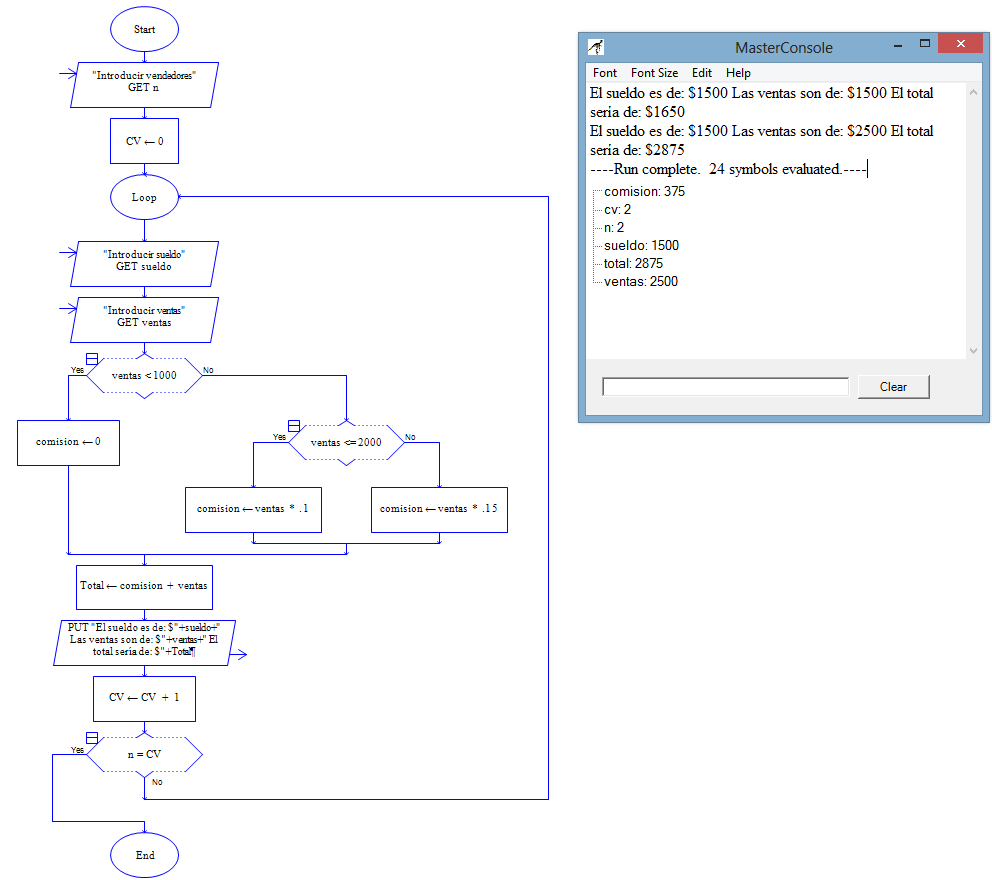 Start
"Introducir vendedores"
GET n
CV ← 0
Loop
"Introducir sueldo"
GET sueldo
"Introducir ventas"
GET ventas
Yes
ventas < 1000
No
comision ← 0
Yes
ventas <= 2000
No
comision ← ventas * .1
comision ← ventas * .15
Total ← comision + ventas
PUT "El sueldo es de: $"+sueldo+"
Las ventas son de: $"+ventas+" El
total sería de: $"+Total¶
CV ← CV + 1
Yes
n = CV
No
End
MasterConsole
Font Font Size Edit Help
El sueldo es de: $1500 Las ventas son de: $1500 El total
sería de: $1650
El sueldo es de: $1500 Las ventas son de: $2500 El total
sería de: $2875
----Run complete. 24 symbols evaluated.----
comision: 375
cv: 2
n: 2
sueldo: 1500
total: 2875
ventas: 2500
Clear